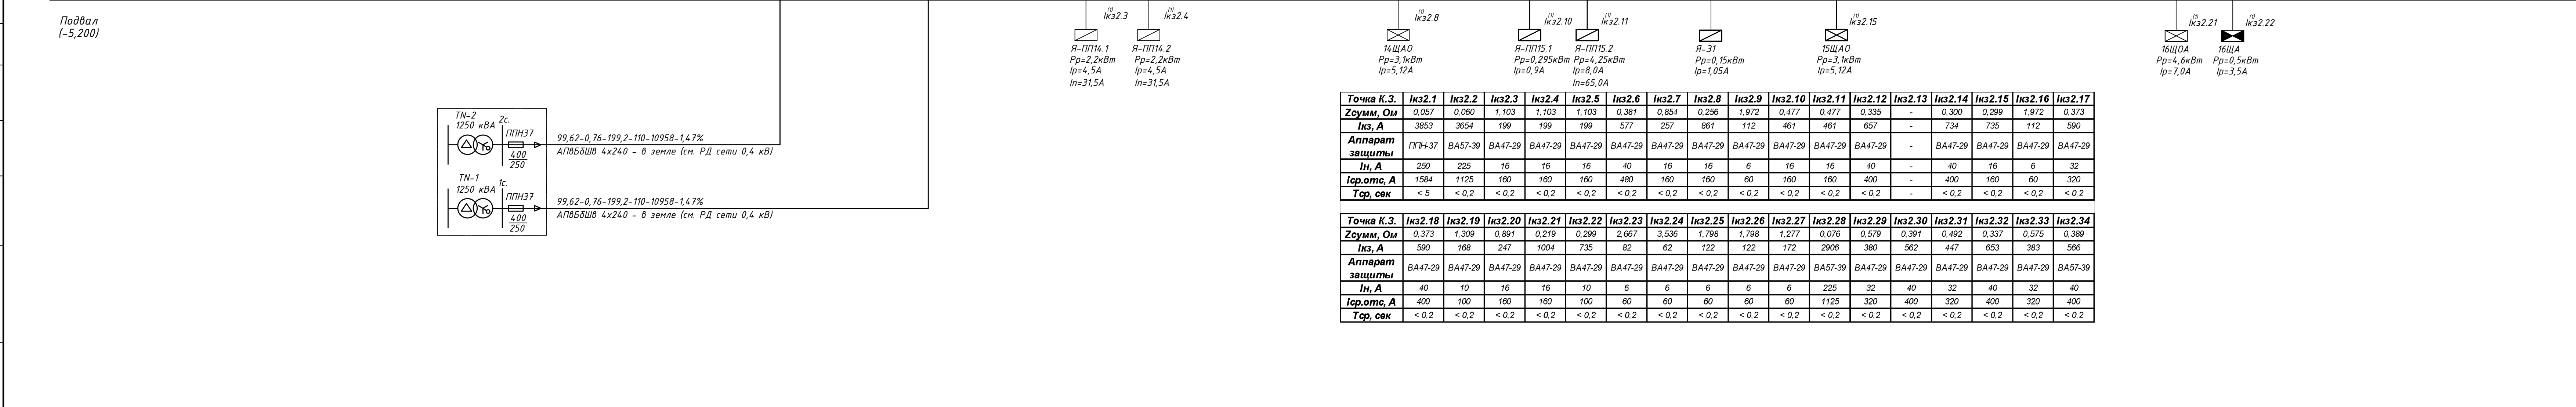 Подвал
(-5,200)
(1)
Iкз2.3
(1)
Iкз2.4
(1)
Iкз2.8
(1)
Iкз2.10
(1)
Iкз2.11
(1)
Iкз2.15
(1)
Iкз2.21
(1)
Iкз2.22
Я-ПП14.1
Рр=2,2кВт
Iр=4,5А
Iп=31,5А
Я-ПП14.2
Рр=2,2кВт
Iр=4,5А
Iп=31,5А
14ЩАО
Рр=3,1кВт
Iр=5,12А
Я-ПП15.1
Рр=0,295кВт
Iр=0,9А
Я-ПП15.2
Рр=4,25кВт
Iр=8,0А
Iп=65,0А
Я-31
Рр=0,15кВт
Iр=1,05А
15ЩАО
Рр=3,1кВт
Iр=5,12А
16ЩОА
Рр=4,6кВт
Iр=7,0А
16ЩА
Рр=0,5кВт
Iр=3,5А
TN-2
1250 кВА
2с.
ППН37
400
250
99,62-0,76-199,2-110-10958-1,47%
АПвБбШв 4х240 - в земле (см. РД сети 0,4 кВ)
TN-1
1250 кВА
1с.
ППН37
400
250
99,62-0,76-199,2-110-10958-1,47%
АПвБбШв 4х240 - в земле (см. РД сети 0,4 кВ)
Точка К.З. Iкз2.1 Iкз2.2 Iкз2.3 Iкз2.4 Iкз2.5 Iкз2.6 Iкз2.7 Iкз2.8 Iкз2.9 Iкз2.10 Iкз2.11 Iкз2.12 Iкз2.13 Iкз2.14 Iкз2.15 Iкз2.16 Iкз2.17
Zсумм, Ом 0,057 0,060 1,103 1,103 1,103 0,381 0,854 0,256 1,972 0,477 0,477 0,335 - 0,300 0,299 1,972 0,373
Iкз, А 3853 3654 199 199 199 577 257 861 112 461 461 657 - 734 735 112 590
Аппарат защиты ППН-37 ВА57-39 ВА47-29 ВА47-29 ВА47-29 ВА47-29 ВА47-29 ВА47-29 ВА47-29 ВА47-29 ВА47-29 ВА47-29 - ВА47-29 ВА47-29 ВА47-29 ВА47-29
Iн, А 250 225 16 16 16 40 16 16 6 16 16 40 - 40 16 6 32
Iср.отс, А 1584 1125 160 160 160 480 160 160 60 160 160 400 - 400 160 60 320
Tср, сек < 5 < 0,2 < 0,2 < 0,2 < 0,2 < 0,2 < 0,2 < 0,2 < 0,2 < 0,2 < 0,2 < 0,2 - < 0,2 < 0,2 < 0,2 < 0,2
Точка К.З. Iкз2.18 Iкз2.19 Iкз2.20 Iкз2.21 Iкз2.22 Iкз2.23 Iкз2.24 Iкз2.25 Iкз2.26 Iкз2.27 Iкз2.28 Iкз2.29 Iкз2.30 Iкз2.31 Iкз2.32 Iкз2.33 Iкз2.34
Zсумм, Ом 0,373 1,309 0,891 0,219 0,299 2,667 3,536 1,798 1,798 1,277 0,076 0,579 0,391 0,492 0,337 0,575 0,389
Iкз, А 590 168 247 1004 735 82 62 122 122 172 2906 380 562 447 653 383 566
Аппарат защиты ВА47-29 ВА47-29 ВА47-29 ВА47-29 ВА47-29 ВА47-29 ВА47-29 ВА47-29 ВА47-29 ВА47-29 ВА57-39 ВА47-29 ВА47-29 ВА47-29 ВА47-29 ВА47-29 ВА57-39
Iн, А 40 10 16 16 10 6 6 6 6 6 225 32 40 32 40 32 40
Iср.отс, А 400 100 160 160 100 60 60 60 60 60 1125 320 400 320 400 320 400
Tср, сек < 0,2 < 0,2 < 0,2 < 0,2 < 0,2 < 0,2 < 0,2 < 0,2 < 0,2 < 0,2 < 0,2 < 0,2 < 0,2 < 0,2 < 0,2 < 0,2 < 0,2